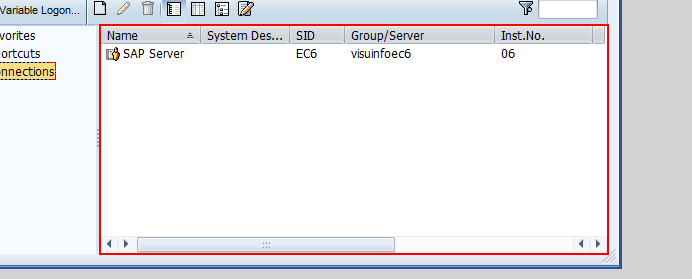 Variable Logon...
Name System Des... SID Group/Server Inst.No.
vorites
SAP Server EC6 visuinfoec6 06
ortcuts
nnections